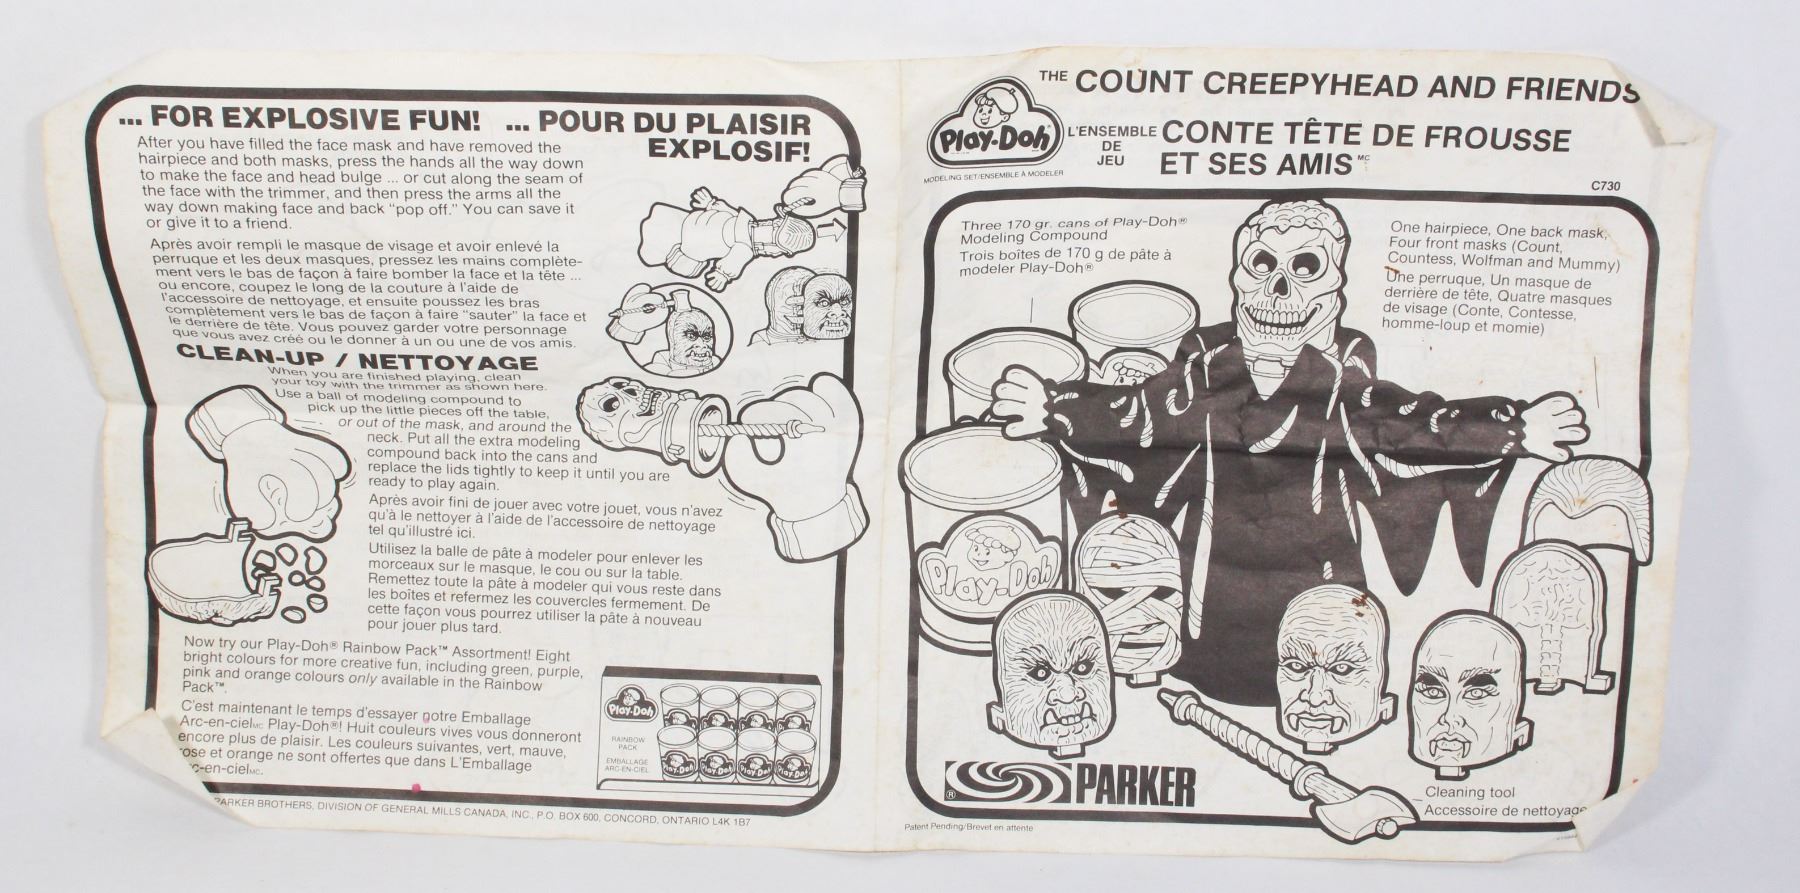 ... FOR EXPLOSIVE FUN!
... POUR DU PLAISIR
EXPLOSIF!
After you have filled the face mask and have removed the
hairpiece and both masks, press the hands all the way down
to make the face and head bulge ... or cut along the seam of
the face with the trimmer, and then press the arms all the
way down making face and back "pop off." You can save it
or give it to a friend.
Après avoir rempli le masque de visage et avoir enlevé la
perruque et les deux masques, pressez les mains complète-
ment vers le bas de façon à faire bomber la face et la tête ...
ou encore, coupez le long de la couture à l'aide de
l'accessoire de nettoyage, et ensuite poussez les bras
complètement vers le bas de façon à faire "sauter" la face et
le derrière de tête. Vous pouvez garder votre personnage
que vous avez créé ou le donner à un ou une de vos amis.
CLEAN-UP / NETTOYAGE
When you are finished playing, clean
your toy with the trimmer as shown here.
Use a ball of modeling compound to
pick up the little pieces off the table,
or out of the mask, and around the
neck. Put all the extra modeling
compound back into the cans and
replace the lids tightly to keep it until you are
ready to play again.
Après avoir fini de jouer avec votre jouet, vous n'avez
qu'à le nettoyer à l'aide de l'accessoire de nettoyage
tel qu'illustré ici.
Utilisez la balle de pâte à modeler pour enlever les
morceaux sur le masque, le cou ou sur la table.
Remettez toute la pâte à modeler qui vous reste dans
les boîtes et refermez les couvercles fermement. De
cette façon vous pourrez utiliser la pâte à nouveau
pour jouer plus tard.
Now try our Play-Doh® Rainbow Pack™ Assortment! Eight
bright colours for more creative fun, including green, purple,
pink and orange colours only available in the Rainbow
Pack™.
C'est maintenant le temps d'essayer notre Emballage
Arc-en-ciel MC Play-Doh®! Huit couleurs vives vous donneront
encore plus de plaisir. Les couleurs suivantes, vert, mauve,
ose et orange ne sont offertes que dans L'Emballage
c-en-ciel MC.
Play-Doh
RAINBOW
PACK
EMBALLAGE
ARC-EN-CIEL
Play-Doh Play-Doh Play-Doh Play-Doh
PARKER BROTHERS, DIVISION OF GENERAL MILLS CANADA, INC., P.O. BOX 600, CONCORD, ONTARIO L4K 1B7
THE COUNT CREEPYHEAD AND FRIENDS
Play-Doh
MODELING SET/ENSEMBLE À MODELER
L'ENSEMBLE
DE
JEU
CONTE TÊTE DE FROUSSE
ET SES AMIS MC
C730
Three 170 gr. cans of Play-Doh®
Modeling Compound
Trois boîtes de 170 g de pâte à
modeler Play-Doh®
One hairpiece, One back mask,
Four front masks (Count,
Countess, Wolfman and Mummy)
Une perruque, Un masque de
derrière de tête, Quatre masques
de visage (Conte, Contesse,
homme-loup et momie)
Play-Doh
® PARKER
Cleaning tool
Accessoire de nettoyage
Patent Pending/Brevet en attente